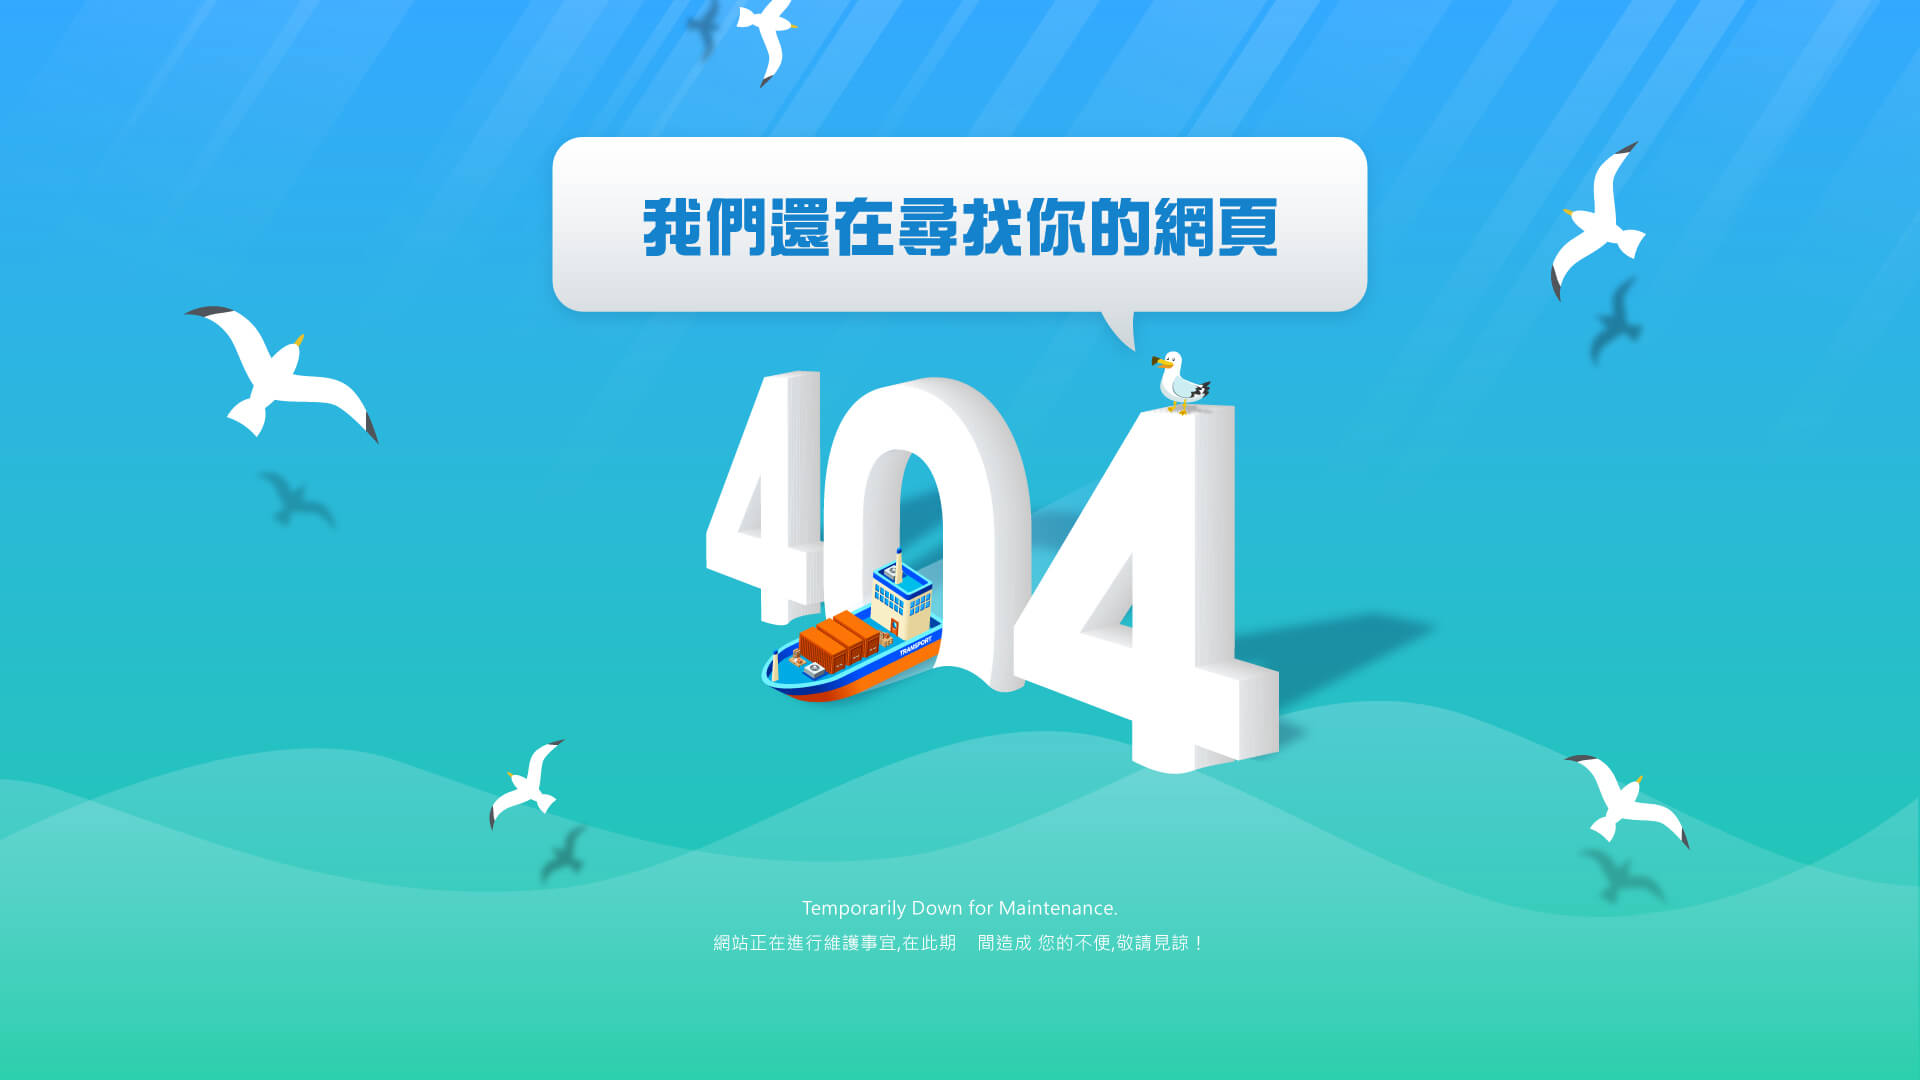 我們還在尋找你的網頁
404
TRANSPORT
Temporarily Down for Maintenance.
網站正在進行維護事宜,在此期　間造成 您的不便,敬請見諒！